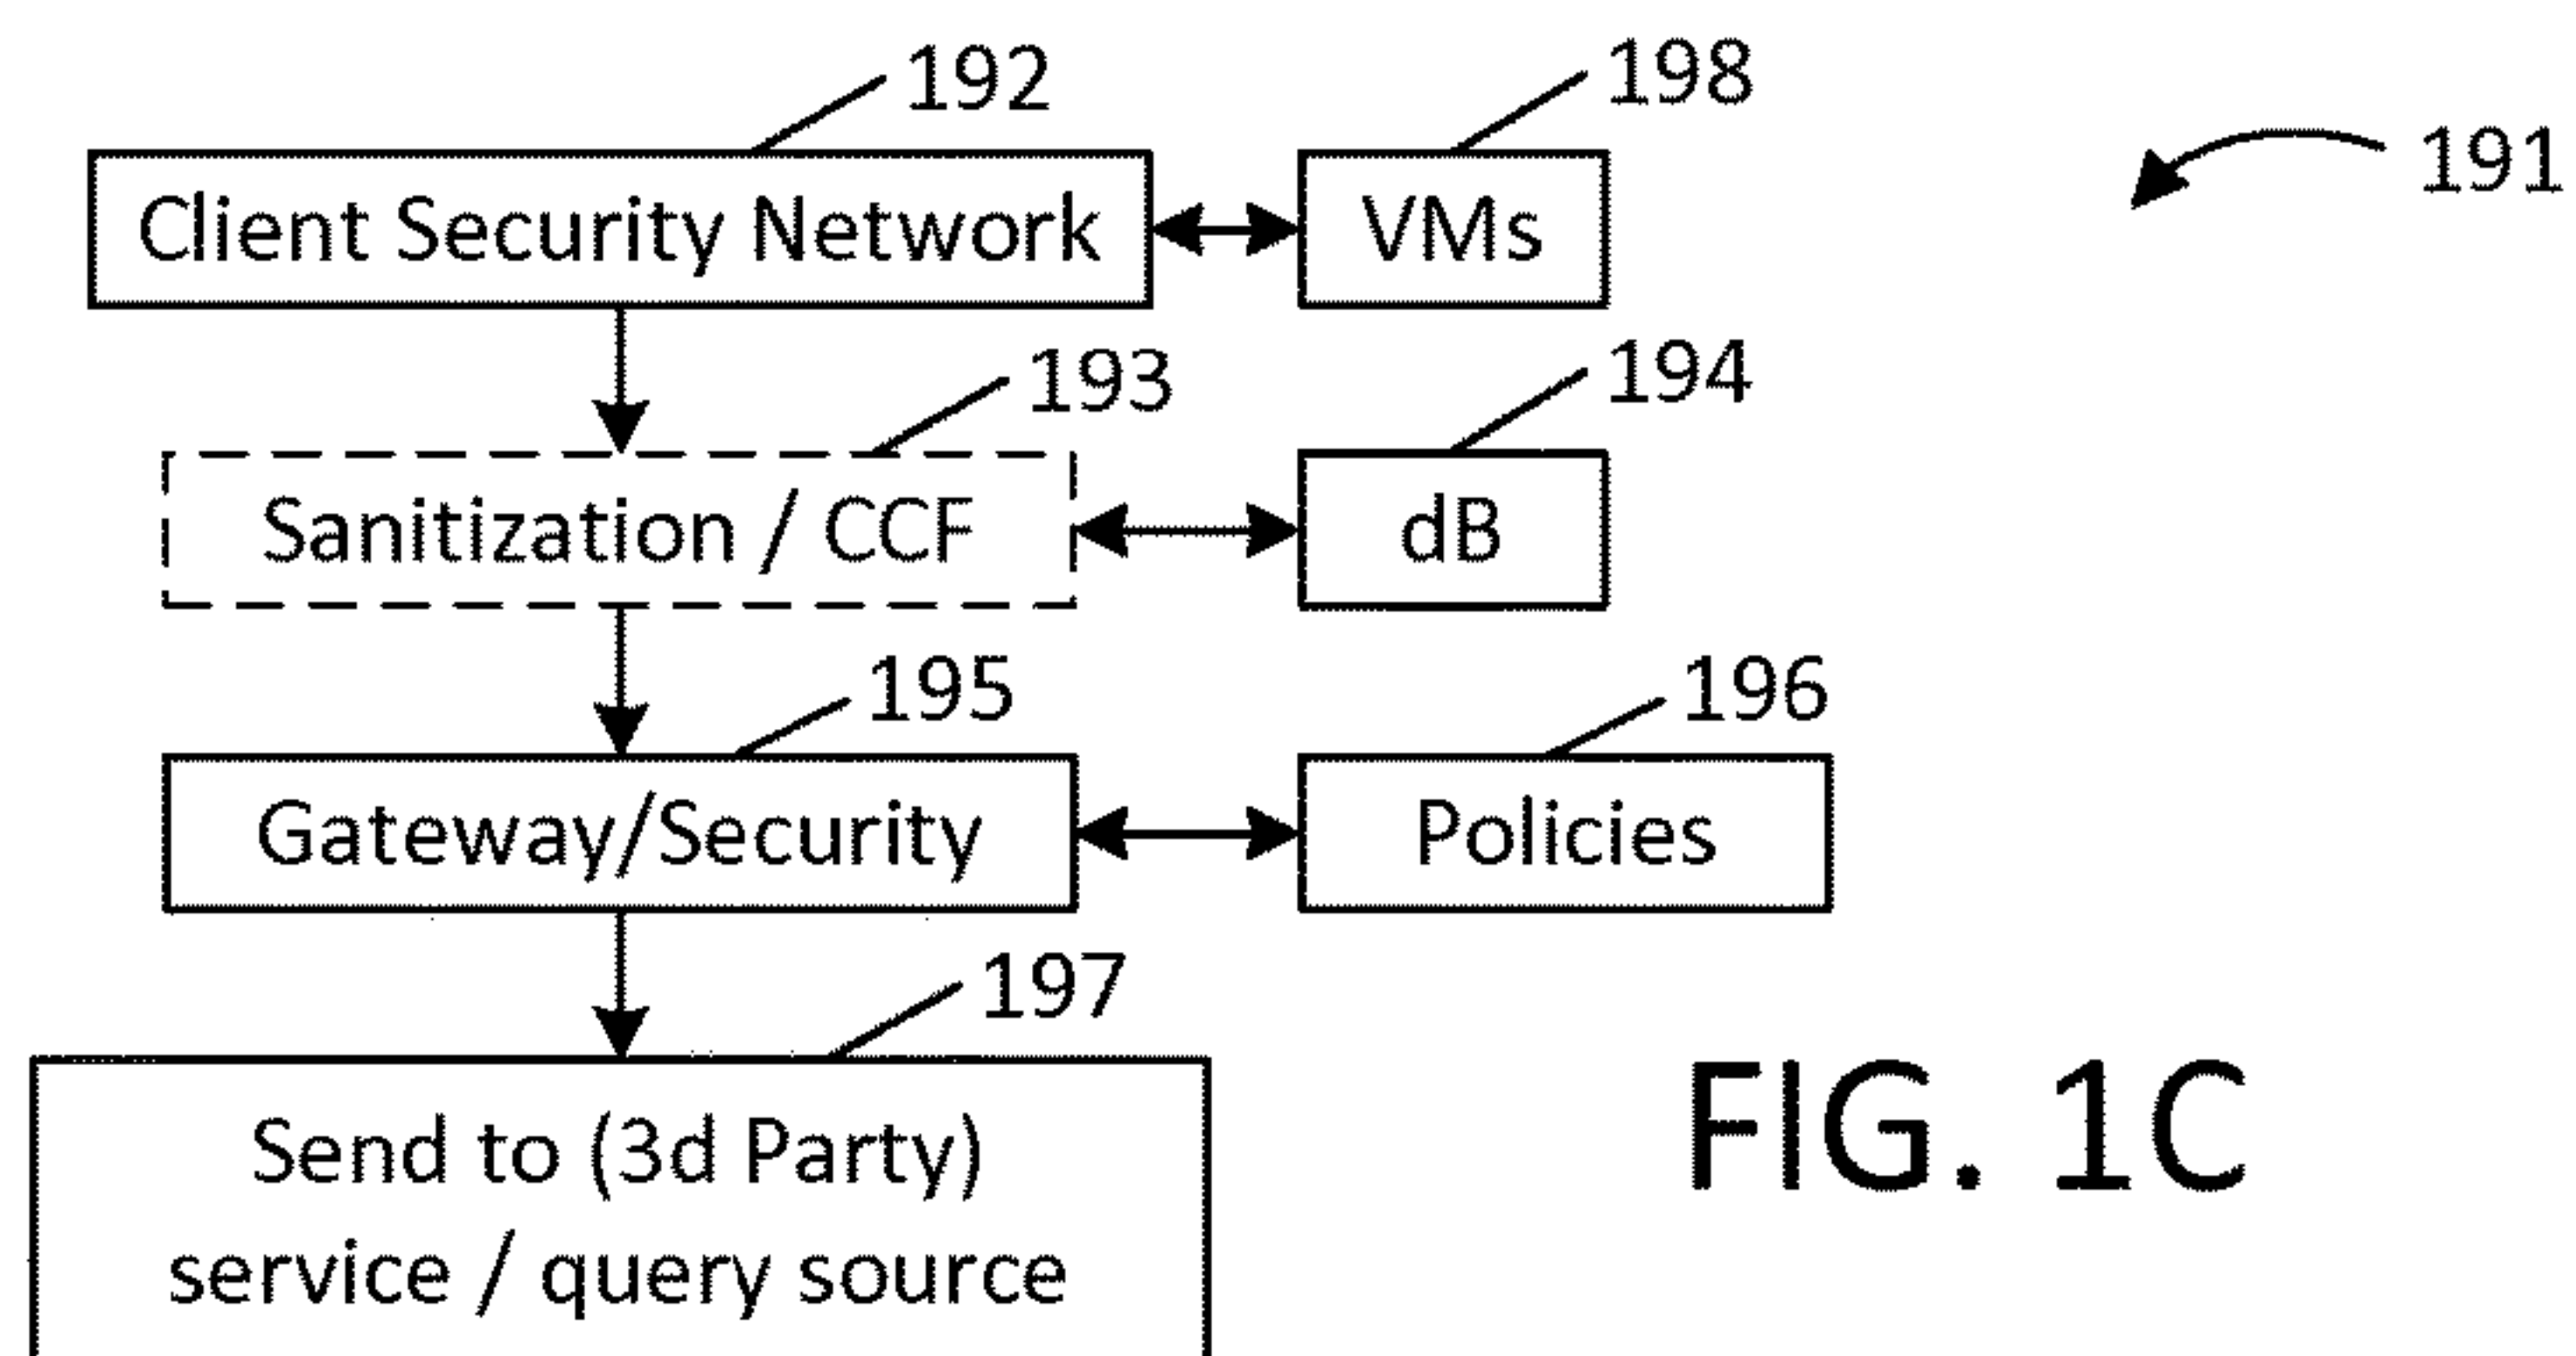 192
198
191
Client Security Network
VMs
193
194
Sanitization / CCF
dB
195
196
Gateway/Security
Policies
197
Send to (3d Party)
service / query source
FIG. 1C